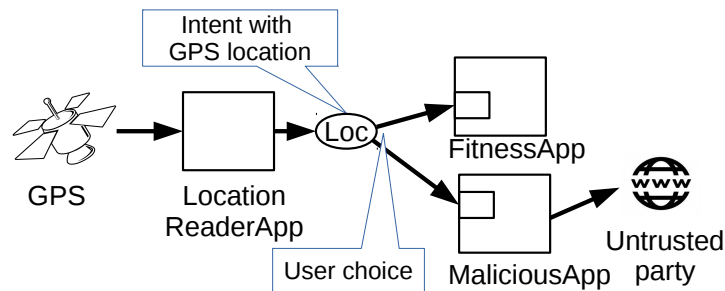 Intent with
GPS location
Loc
FitnessApp
GPS
Location
ReaderApp
www
User choice
MaliciousApp
Untrusted
party